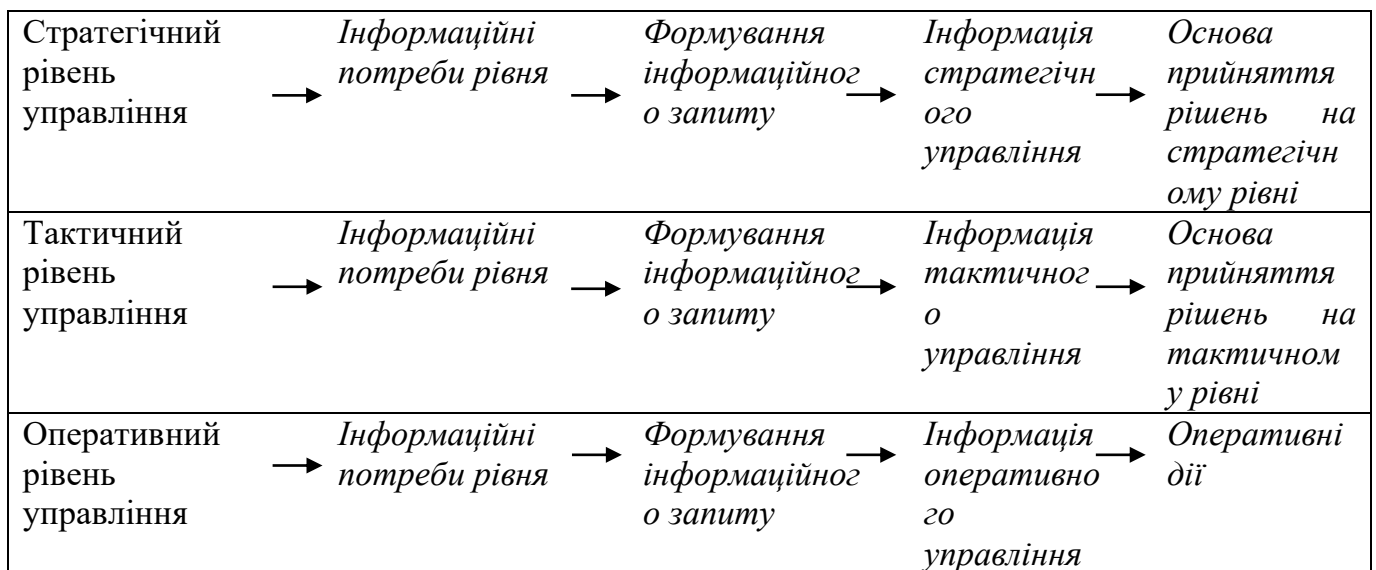 Стратегічний рівень управління
Інформаційні потреби рівня
Формування інформаційного запиту
Інформація стратегічного управління
Основа прийняття рішень на стратегічному рівні
Тактичний рівень управління
Інформаційні потреби рівня
Формування інформаційного запиту
Інформація тактичного управління
Основа прийняття рішень на тактичному рівні
Оперативний рівень управління
Інформаційні потреби рівня
Формування інформаційного запиту
Інформація оперативного управління
Оперативні дії